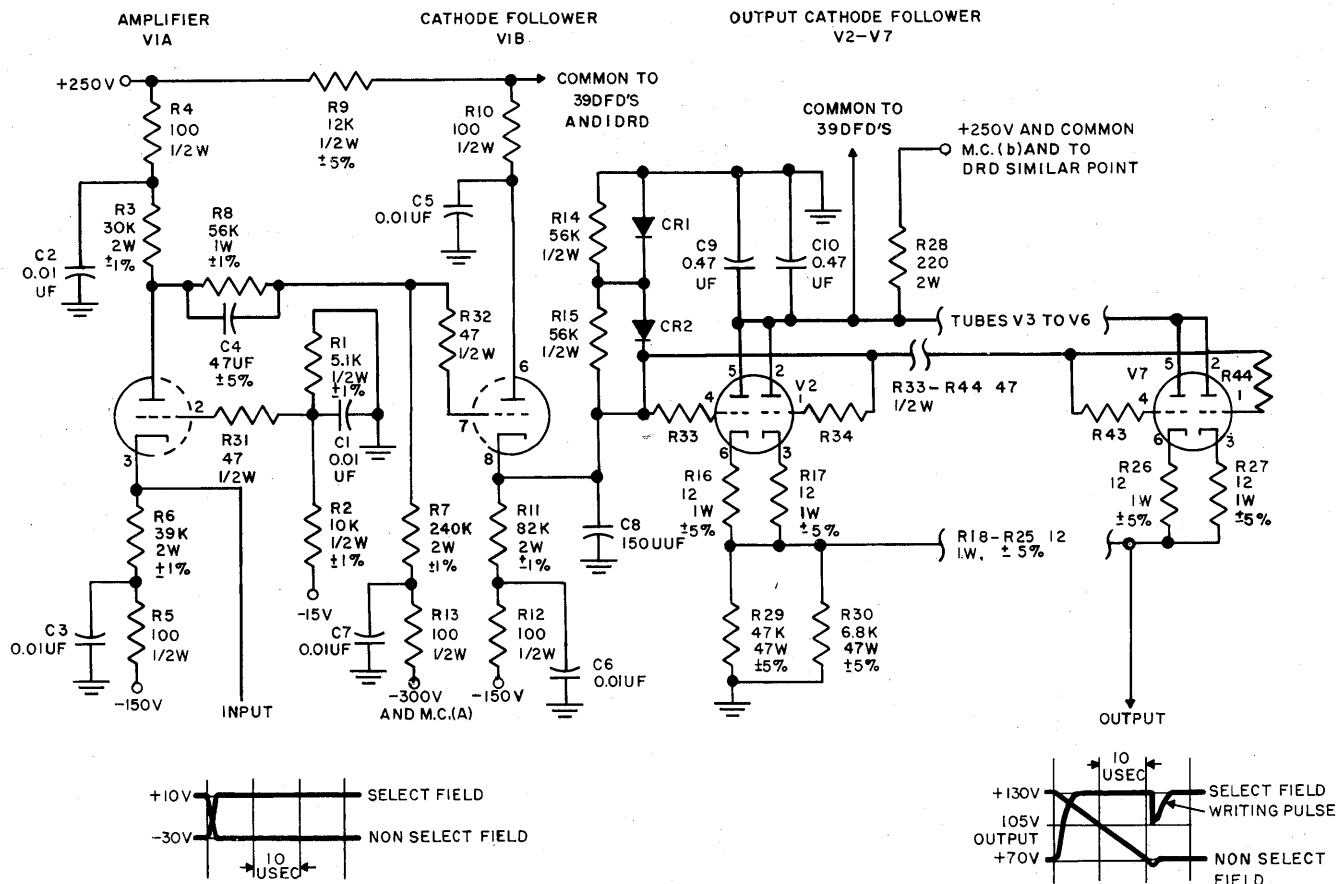 AMPLIFIER
V1A
CATHODE FOLLOWER
V1B
OUTPUT CATHODE FOLLOWER
V2-V7
+250V
R4
100
1/2W
R9
12K
1/2W
±5%
R10
100
1/2W
COMMON TO
39DFD'S
AND 1 DRD
COMMON TO
39DFD'S
+250V AND COMMON
M.C.(b) AND TO
DRD SIMILAR POINT
C2
0.01
UF
R3
30K
2W
±1%
R8
56K
1W
±1%
C4
47UF
±5%
C5
0.01UF
R14
56K
1/2W
CR1
C9
0.47
UF
C10
0.47
UF
R28
220
2W
R1
5.1K
1/2W
±1%
R32
47
1/2W
R15
56K
1/2W
CR2
TUBES V3 TO V6
R33-R44 47
1/2W
2
R31
47
1/2W
3
C1
0.01
UF
6
7
8
R33
4
5
2
V2
1
6
3
R34
R43
4
5
2
V7
1
6
3
R44
R6
39K
2W
±1%
R2
10K
1/2W
±1%
-15V
R7
240K
2W
±1%
R11
82K
2W
±1%
C8
150UUF
R16
12
1W
±5%
R17
12
1W
±5%
R18-R25 12
1W, ±5%
R26
12
1W
±5%
R27
12
1W
±5%
C3
0.01UF
R5
100
1/2W
-150V
INPUT
C7
0.01UF
R13
100
1/2W
-300V
AND M.C.(A)
R12
100
1/2W
-150V
C6
0.01UF
R29
47K
47W
±5%
R30
6.8K
47W
±5%
OUTPUT
+10V
SELECT FIELD
-30V
NON SELECT FIELD
10
USEC
10
USEC
+130V
SELECT FIELD
WRITING PULSE
105V
OUTPUT
+70V
NON SELECT
FIELD